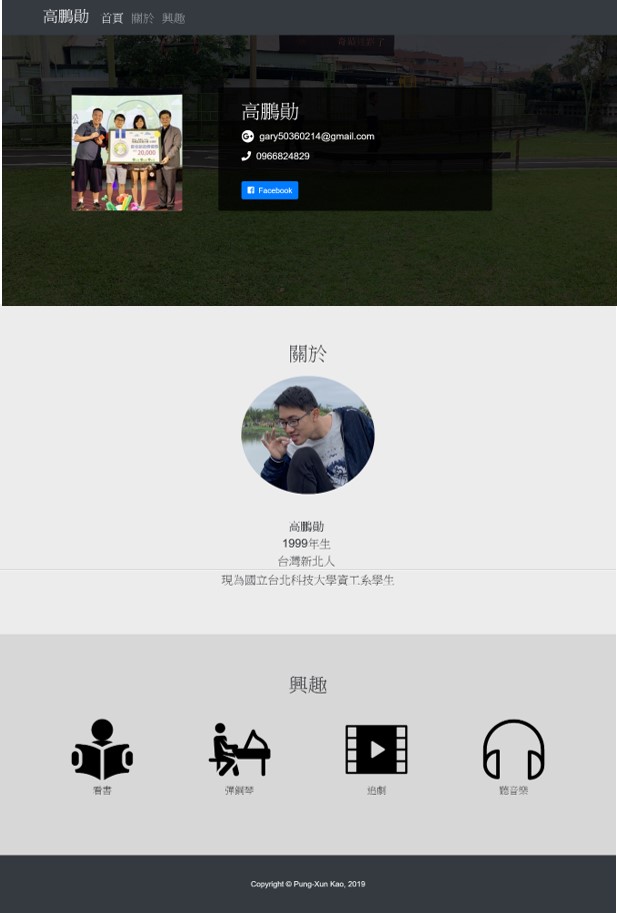 高鵬勛 首頁 關於 興趣
高鵬勛
gary50360214@gmail.com
0966824829
Facebook
關於
高鵬勛
1999年生
台灣新北人
現為國立台北科技大學資工系學生
興趣
看書 彈鋼琴 追劇 聽音樂
Copyright © Pung-Xun Kao, 2019